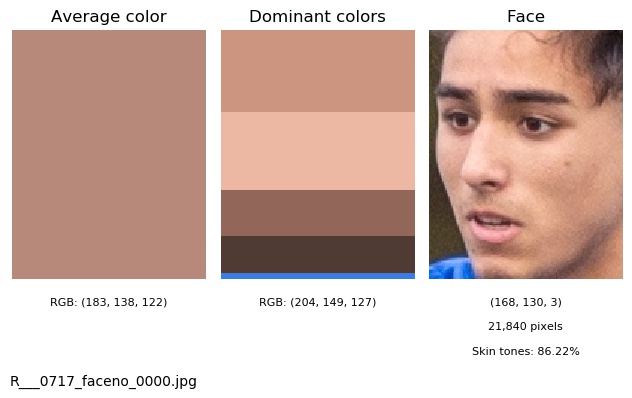 Average color
Dominant colors
Face
RGB: (183, 138, 122)
RGB: (204, 149, 127)
(168, 130, 3)
21,840 pixels
Skin tones: 86.22%
R___0717_faceno_0000.jpg